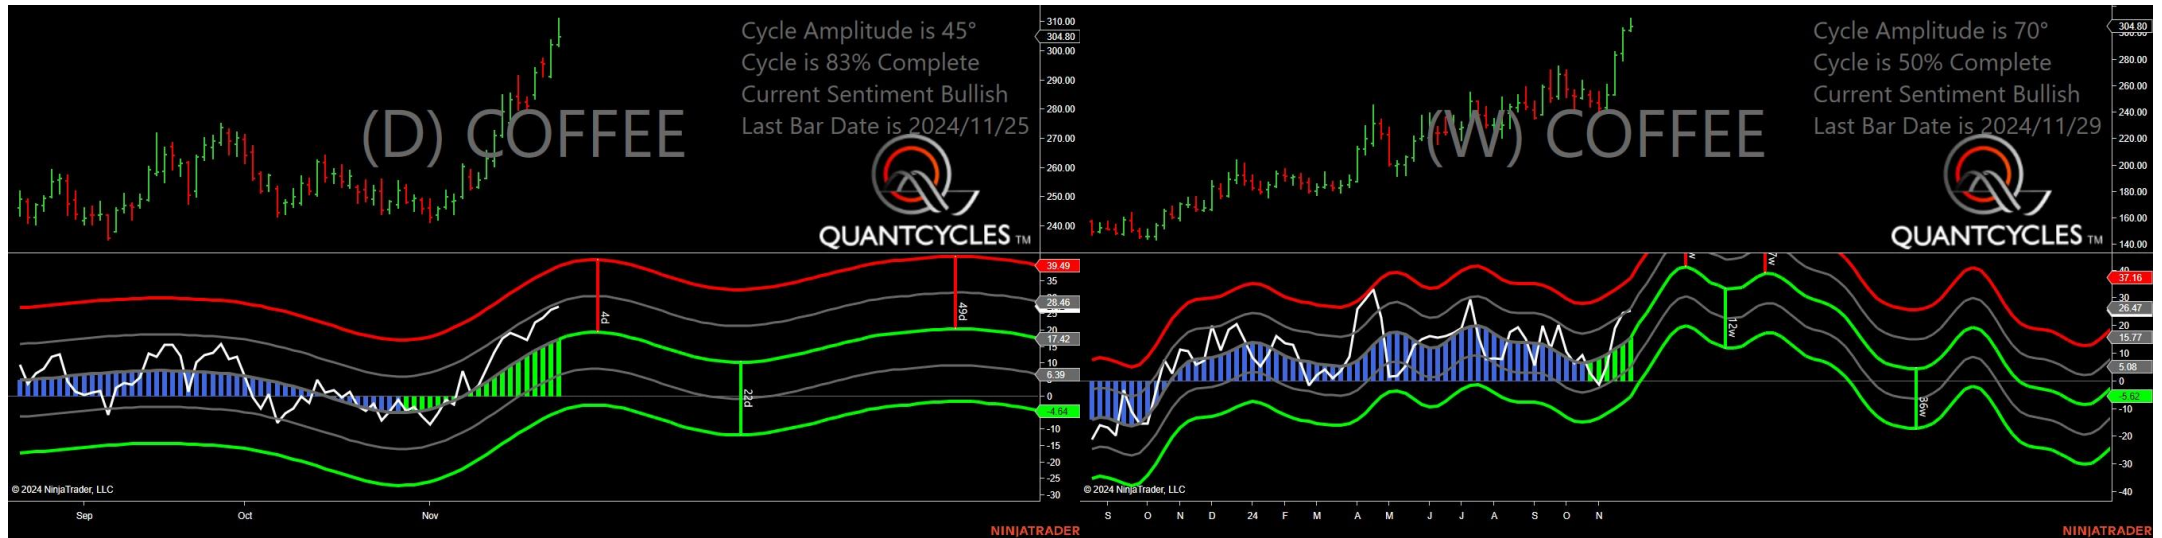 Cycle Amplitude is 45°
Cycle is 83% Complete
Current Sentiment Bullish
Last Bar Date is 2024/11/25
(D) COFFEE
QUANTCYCLES TM
310.00
304.80
300.00
290.00
280.00
270.00
260.00
250.00
240.00
39.49
35
28.46
20
17.42
15
10
6.39
0
-4.64
-10
-15
-20
-25
-30
4d
22d
49d
© 2024 NinjaTrader, LLC
Sep Oct Nov
NINJATRADER
Cycle Amplitude is 70°
Cycle is 50% Complete
Current Sentiment Bullish
Last Bar Date is 2024/11/29
(W) COFFEE
QUANTCYCLES TM
304.80
300.00
280.00
260.00
240.00
220.00
200.00
180.00
160.00
140.00
40
37.16
30
26.47
20
15.77
10
5.08
0
-5.62
-10
-20
-30
-40
w
7w
12w
36w
© 2024 NinjaTrader, LLC
S O N D 24 F M A M J J A S O N
NINJATRADER